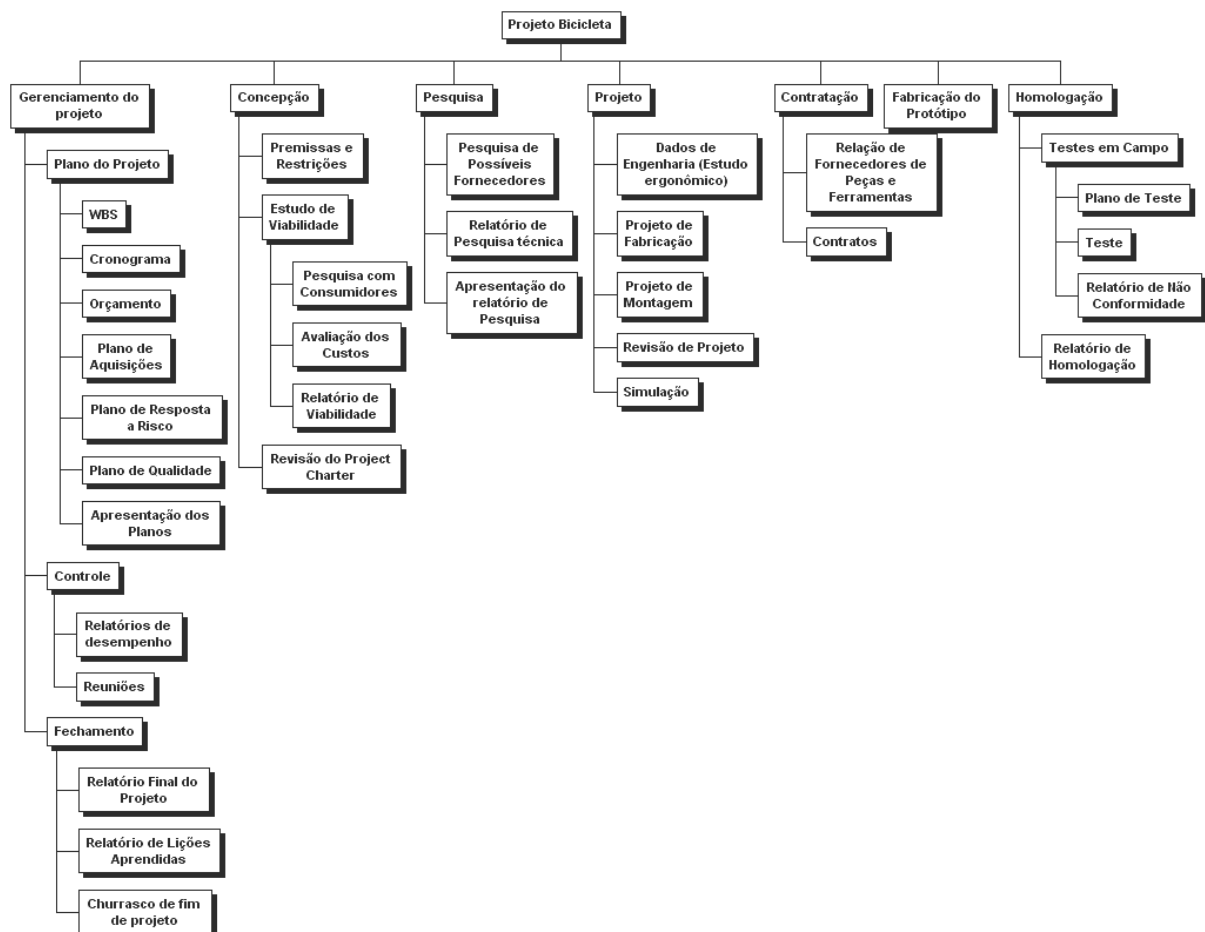 Projeto Bicicleta
Gerenciamento do
projeto
Plano do Projeto
WBS
Cronograma
Orçamento
Plano de
Aquisições
Plano de Resposta
a Risco
Plano de Qualidade
Apresentação dos
Planos
Controle
Relatórios de
desempenho
Reuniões
Fechamento
Relatório Final do
Projeto
Relatório de Lições
Aprendidas
Churrasco de fim
de projeto
Concepção
Premissas e
Restrições
Estudo de
Viabilidade
Pesquisa com
Consumidores
Avaliação dos
Custos
Relatório de
Viabilidade
Revisão do Project
Charter
Pesquisa
Pesquisa de
Possíveis
Fornecedores
Relatório de
Pesquisa técnica
Apresentação do
relatório de
Pesquisa
Projeto
Dados de
Engenharia (Estudo
ergonômico)
Projeto de
Fabricação
Projeto de
Montagem
Revisão de Projeto
Simulação
Contratação
Relação de
Fornecedores de
Peças e
Ferramentas
Contratos
Fabricação do
Protótipo
Homologação
Testes em Campo
Plano de Teste
Teste
Relatório de Não
Conformidade
Relatório de
Homologação